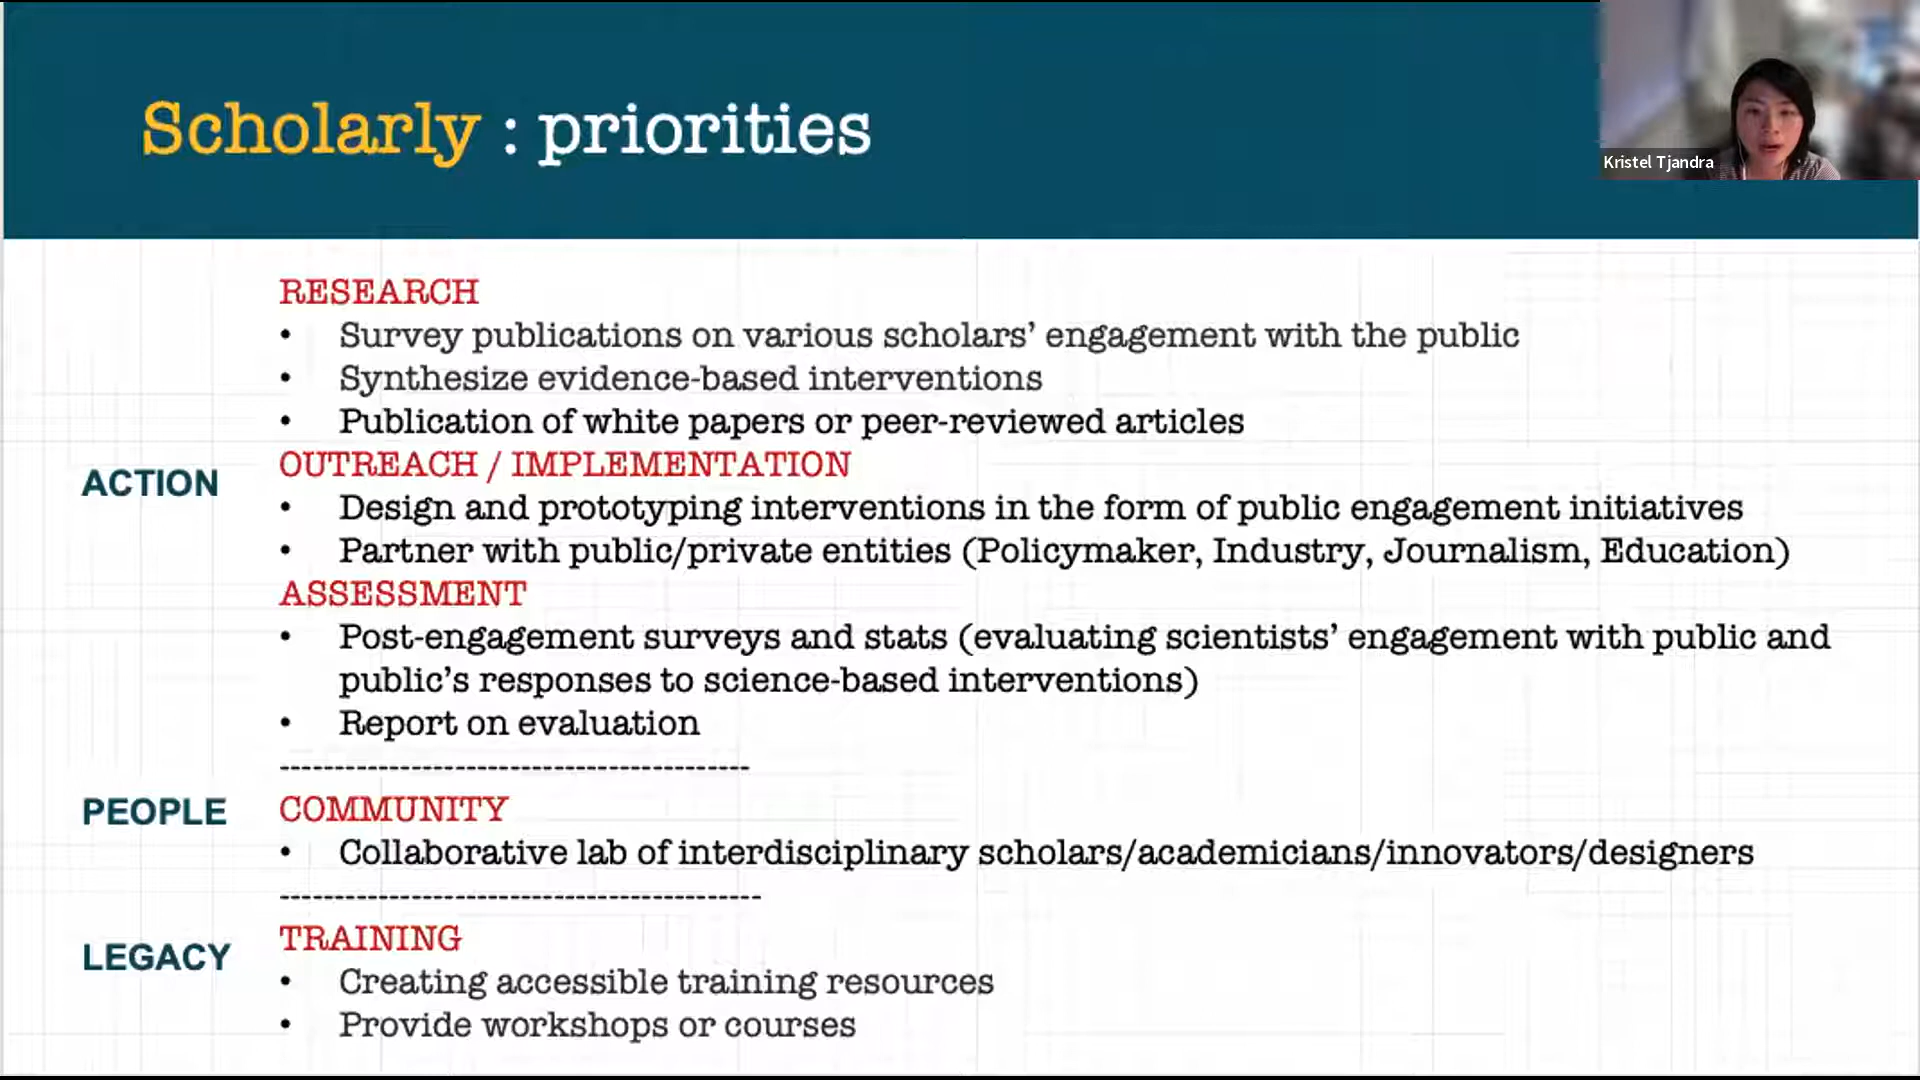 Scholarly : priorities
Kristel Tjandra
RESEARCH
• Survey publications on various scholars’ engagement with the public
• Synthesize evidence-based interventions
• Publication of white papers or peer-reviewed articles
ACTION
OUTREACH / IMPLEMENTATION
• Design and prototyping interventions in the form of public engagement initiatives
• Partner with public/private entities (Policymaker, Industry, Journalism, Education)
ASSESSMENT
• Post-engagement surveys and stats (evaluating scientists’ engagement with public and
public’s responses to science-based interventions)
• Report on evaluation
-------------------------------------------
PEOPLE
COMMUNITY
• Collaborative lab of interdisciplinary scholars/academicians/innovators/designers
--------------------------------------------
LEGACY
TRAINING
• Creating accessible training resources
• Provide workshops or courses